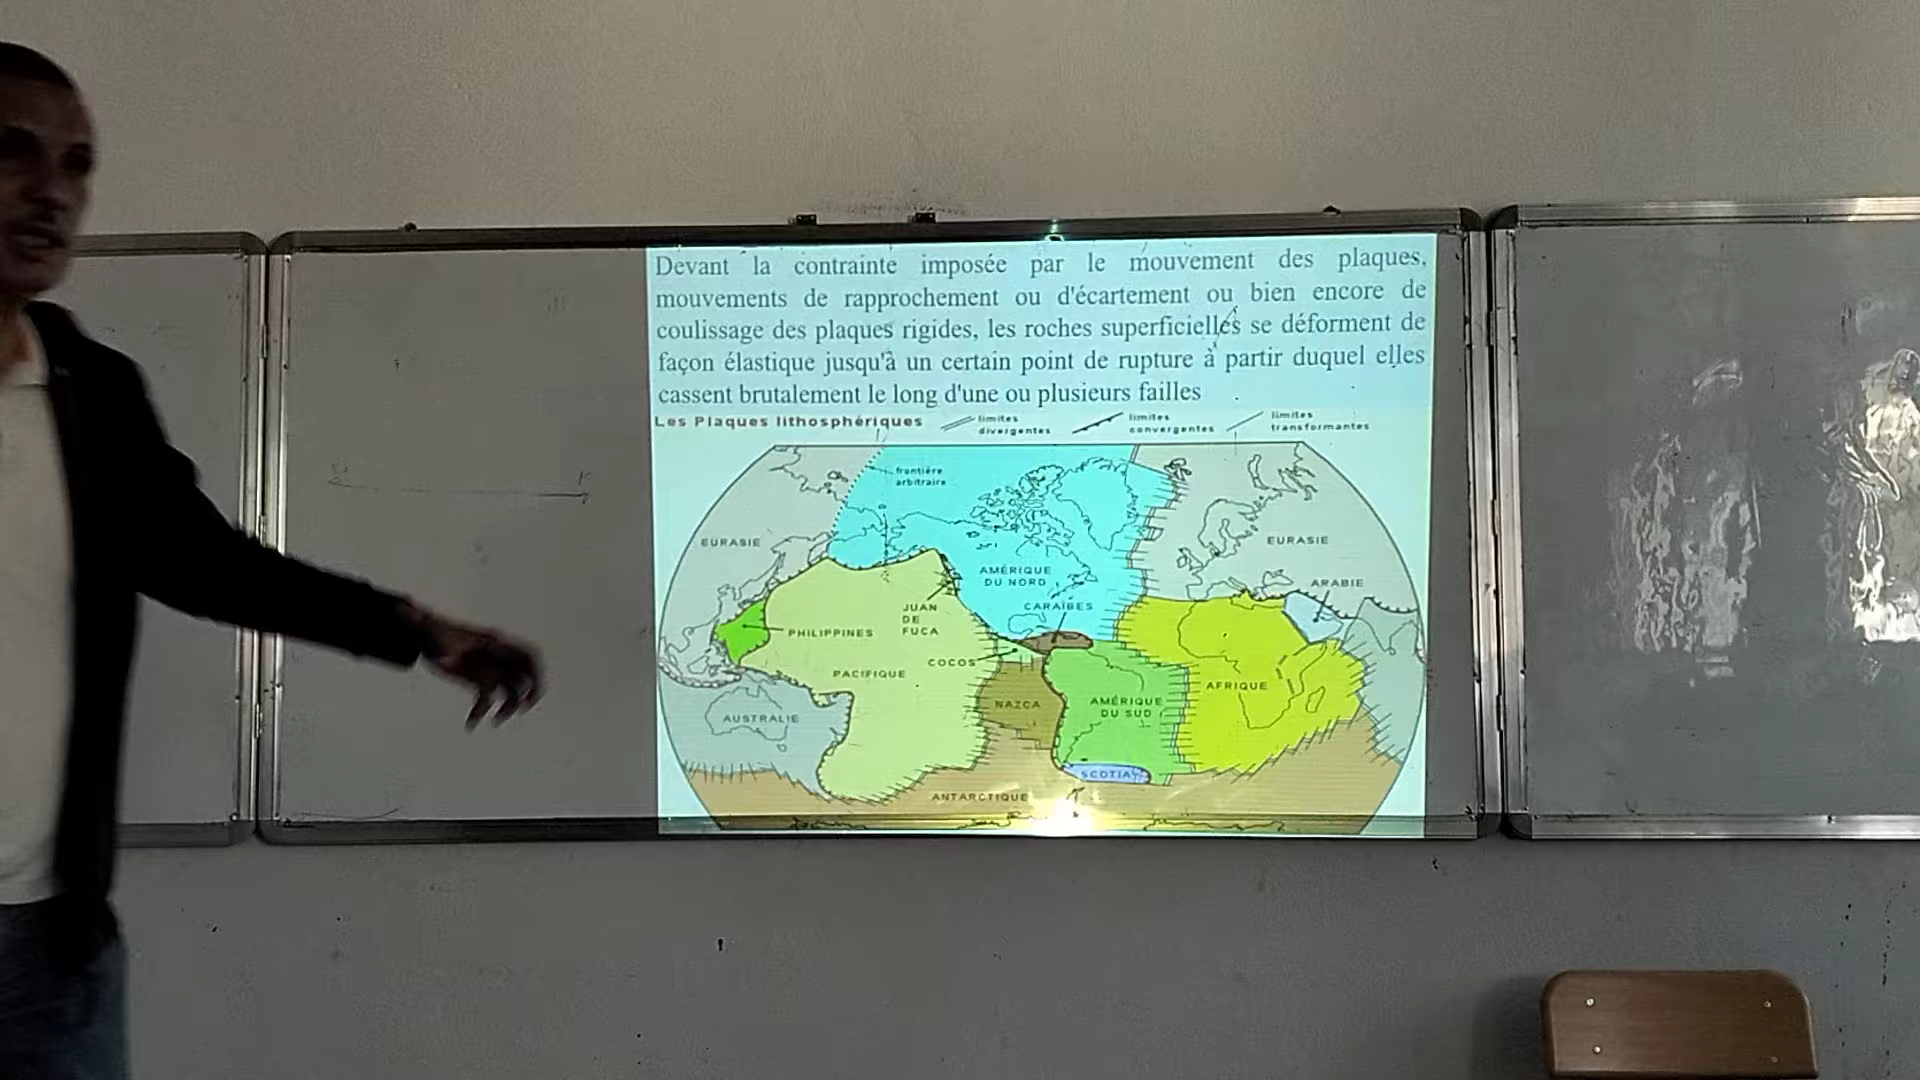 Devant la contrainte imposée par le mouvement des plaques,
mouvements de rapprochement ou d'écartement ou bien encore de
coulissage des plaques rigides, les roches superficielles se déforment de
façon élastique jusqu'à un certain point de rupture à partir duquel elles
cassent brutalement le long d'une ou plusieurs failles
Les Plaques lithosphériques
limites
divergentes
limites
convergentes
limites
transformantes
frontière
arbitraire
EURASIE
AMÉRIQUE
DU NORD
EURASIE
ARABIE
JUAN
DE
FUCA
CARAÏBES
PHILIPPINES
COCOS
PACIFIQUE
AFRIQUE
NAZCA
AMÉRIQUE
DU SUD
AUSTRALIE
SCOTIA
ANTARCTIQUE